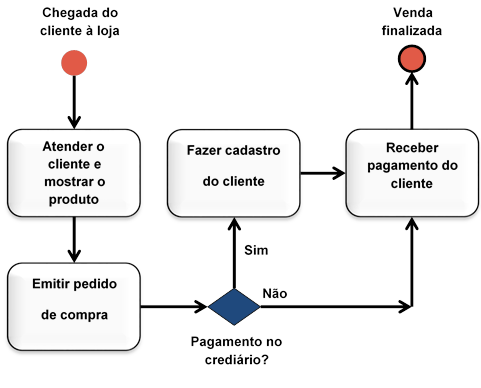 Chegada do
cliente à loja
Venda
finalizada
Atender o
cliente e
mostrar o
produto
Fazer cadastro
do cliente
Receber
pagamento do
cliente
Sim
Emitir pedido
de compra
Não
Pagamento no
crediário?